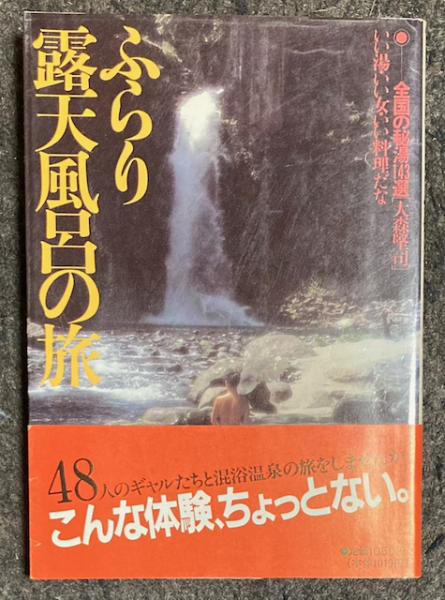 ふらり
露天風呂の旅
●──全国の秘湯143選 大森
いい湯いい女いい料理だな
48人のギャルたちと混浴温泉の旅をしませんか
こんな体験、ちょっとない。